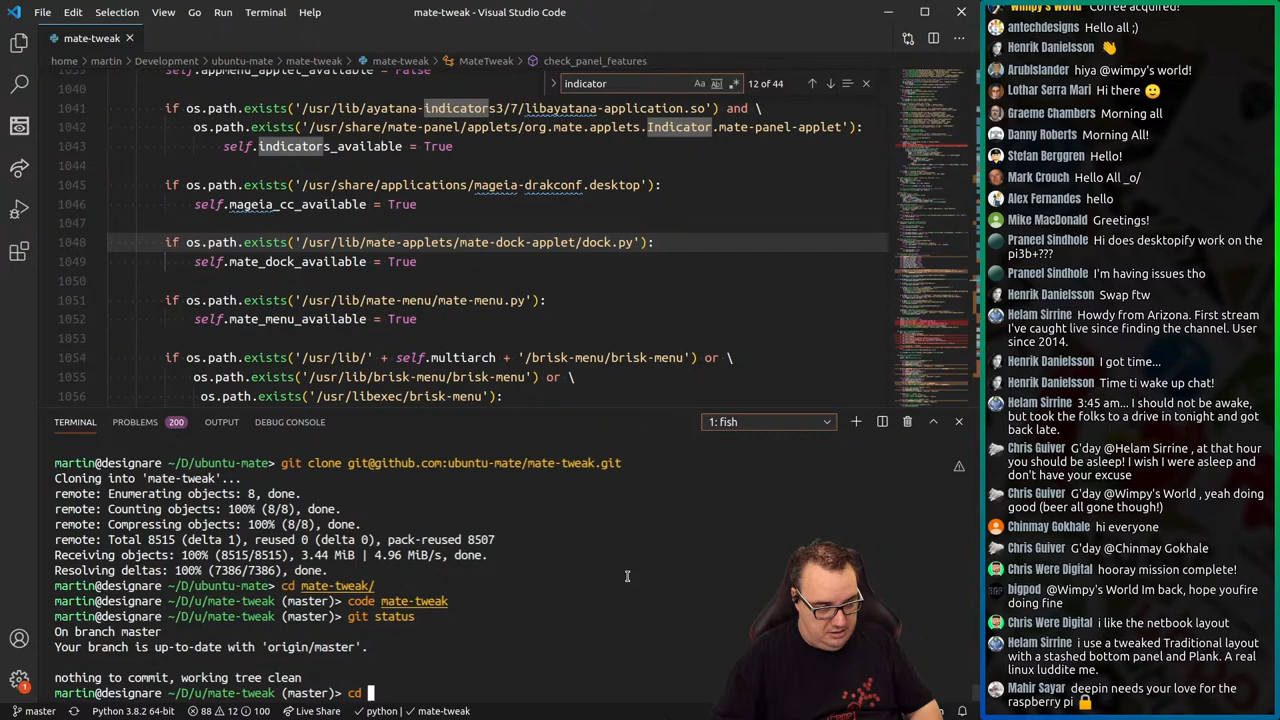 File Edit Selection View Go Run Terminal Help
mate-tweak - Visual Studio Code
mate-tweak
home > martin > Development > ubuntu-mate > mate-tweak > mate-tweak > MateTweak > check_panel_features
indicator
Aa
12 of 44
1041 if os.path.exists('/usr/lib/ayatana-indicators3/7/libayatana-application.so') and \
1042 os.path.exists('/usr/share/mate-panel/applets/org.mate.applets.Indicator.mate-panel-applet'):
1043 self.indicators_available = True
1045 if os.path.exists('/usr/share/applications/mageia-drakconf.desktop'):
1046 self.mageia_cc_available = True
1048 if os.path.exists('/usr/lib/mate-applets/mate-dock-applet/dock.py'):
1049 self.mate_dock_available = True
1051 if os.path.exists('/usr/lib/mate-menu/mate-menu.py'):
1052 self.mate_menu_available = True
1054 if os.path.exists('/usr/lib/' + self.multiarch + '/brisk-menu/brisk-menu') or \
1055 os.path.exists('/usr/lib/brisk-menu/brisk-menu') or \
1056 os.path.exists('/usr/libexec/brisk-menu'):
TERMINAL PROBLEMS 200 OUTPUT DEBUG CONSOLE
1: fish
martin@designare ~/D/ubuntu-mate> git clone git@github.com:ubuntu-mate/mate-tweak.git
Cloning into 'mate-tweak'...
remote: Enumerating objects: 8, done.
remote: Counting objects: 100% (8/8), done.
remote: Compressing objects: 100% (8/8), done.
remote: Total 8515 (delta 1), reused 0 (delta 0), pack-reused 8507
Receiving objects: 100% (8515/8515), 3.44 MiB | 4.96 MiB/s, done.
Resolving deltas: 100% (7386/7386), done.
martin@designare ~/D/ubuntu-mate> cd mate-tweak/
martin@designare ~/D/u/mate-tweak (master)> code mate-tweak
martin@designare ~/D/u/mate-tweak (master)> git status
On branch master
Your branch is up-to-date with 'origin/master'.
nothing to commit, working tree clean
martin@designare ~/D/u/mate-tweak (master)> cd
master Python 3.8.2 64-bit 88 12 100 Live Share python | mate-tweak
1
Wimpy's World Coffee acquired!
antechdesigns Hello all ;)
Henrik Danielsson 👋
ArubIslander hiya @wimpy's world!
Lothar Serra Mari Hi there 🙂
Graeme Chambers Morning all
Danny Roberts Morning All!
Stefan Berggren Hello!
Mark Crouch Hello All _o/
Alex Fernandes hello
Mike MacDonald Greetings!
Praneel Sindhole Hi does desktopify work on the
pi3b+???
Praneel Sindhole I'm having issues tho
Henrik Danielsson Swap ftw
Helam Sirrine Howdy from Arizona. First stream
I've caught live after finding the channel. User
since 2014.
Henrik Danielsson I got time...
Henrik Danielsson Time ti wake up chat!
Helam Sirrine 3:45 am... I should not be awake,
but took the folks to a drive in tonight and got
back late.
Chris Guiver G'day @Helam Sirrine , at that hour
you should be asleep! I wish I were asleep and
don't have your excuse
Chris Guiver G'day @Wimpy's World , yeah doing
good (beer all gone though!)
Chinmay Gokhale hi everyone
Chris Guiver G'day @Chinmay Gokhale
Chris Were Digital hooray mission complete!
bigpod @Wimpy's World Im back, hope youfire
doing fine
Chris Were Digital i like the netbook layout
Helam Sirrine i use a tweaked Traditional layout
with a stashed bottom panel and Plank. A real
linux luddite me.
Mahir Sayar deepin needs your love for the
raspberry pi 🔒